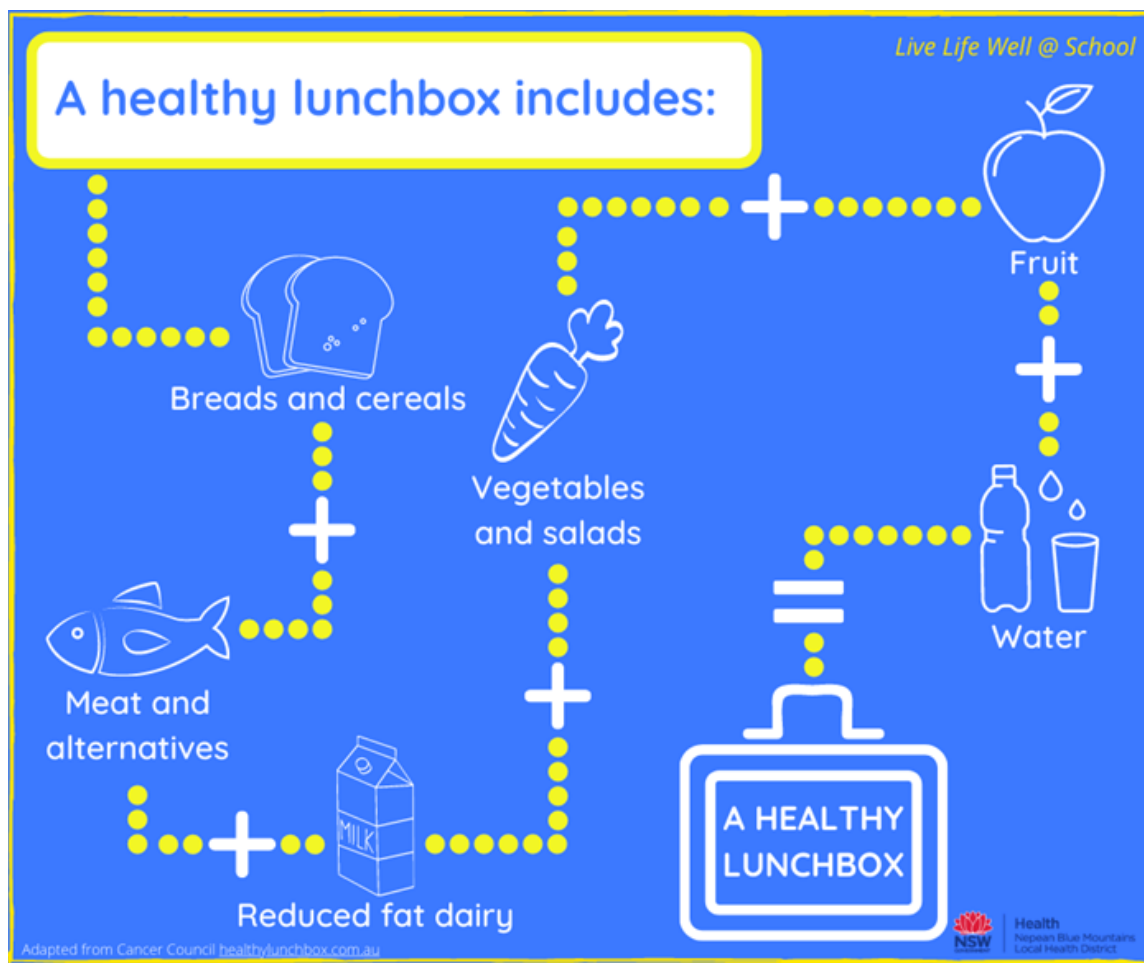 Live Life Well @ School
A healthy lunchbox includes:
Breads and cereals
Meat and
alternatives
MILK
Reduced fat dairy
Vegetables
and salads
Fruit
Water
A HEALTHY
LUNCHBOX
Adapted from Cancer Council healthylunchbox.com.au
NSW
GOVERNMENT
Health
Nepean Blue Mountains
Local Health District